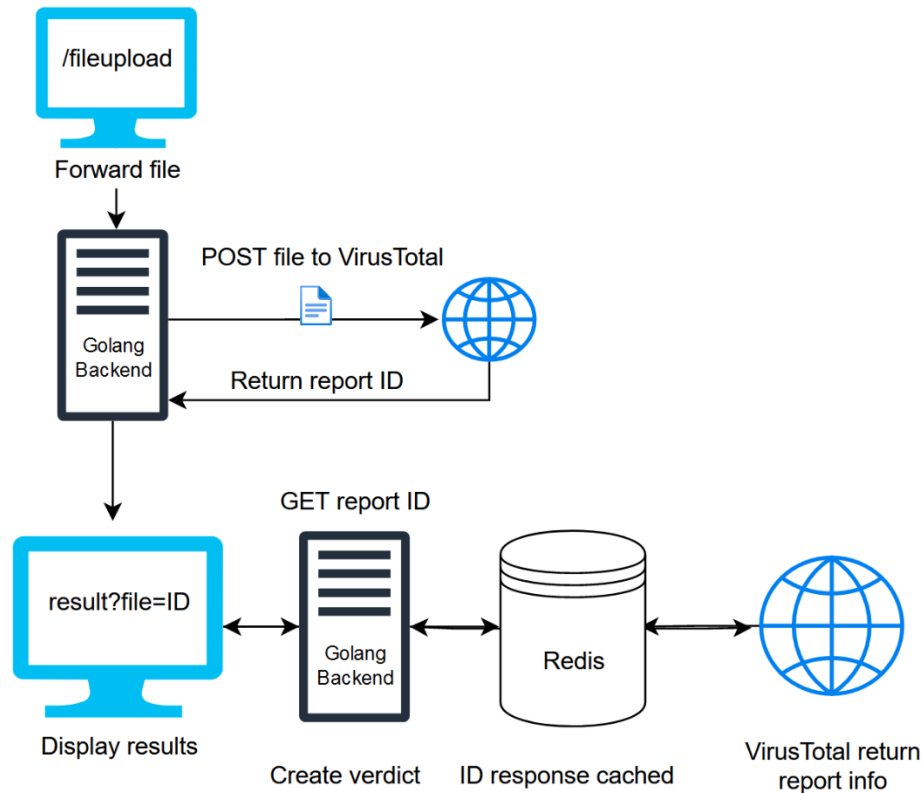 /fileupload
Forward file
POST file to VirusTotal
Golang
Backend
Return report ID
GET report ID
result?file=ID
Golang
Backend
Redis
Display results
Create verdict
ID response cached
VirusTotal return
report info